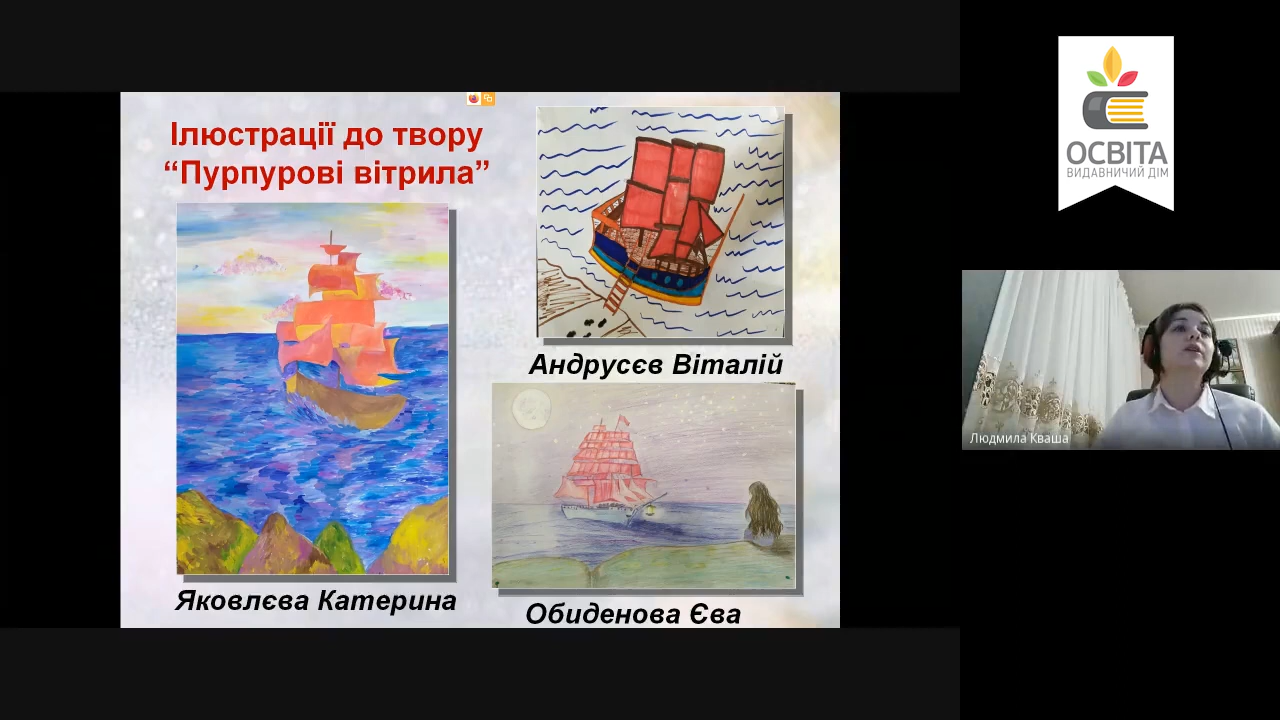 Ілюстрації до твору
“Пурпурові вітрила”
Андрусєв Віталій
Яковлєва Катерина
Обиденова Єва
ОСВІТА
ВИДАВНИЧИЙ ДІМ
Людмила Кваша